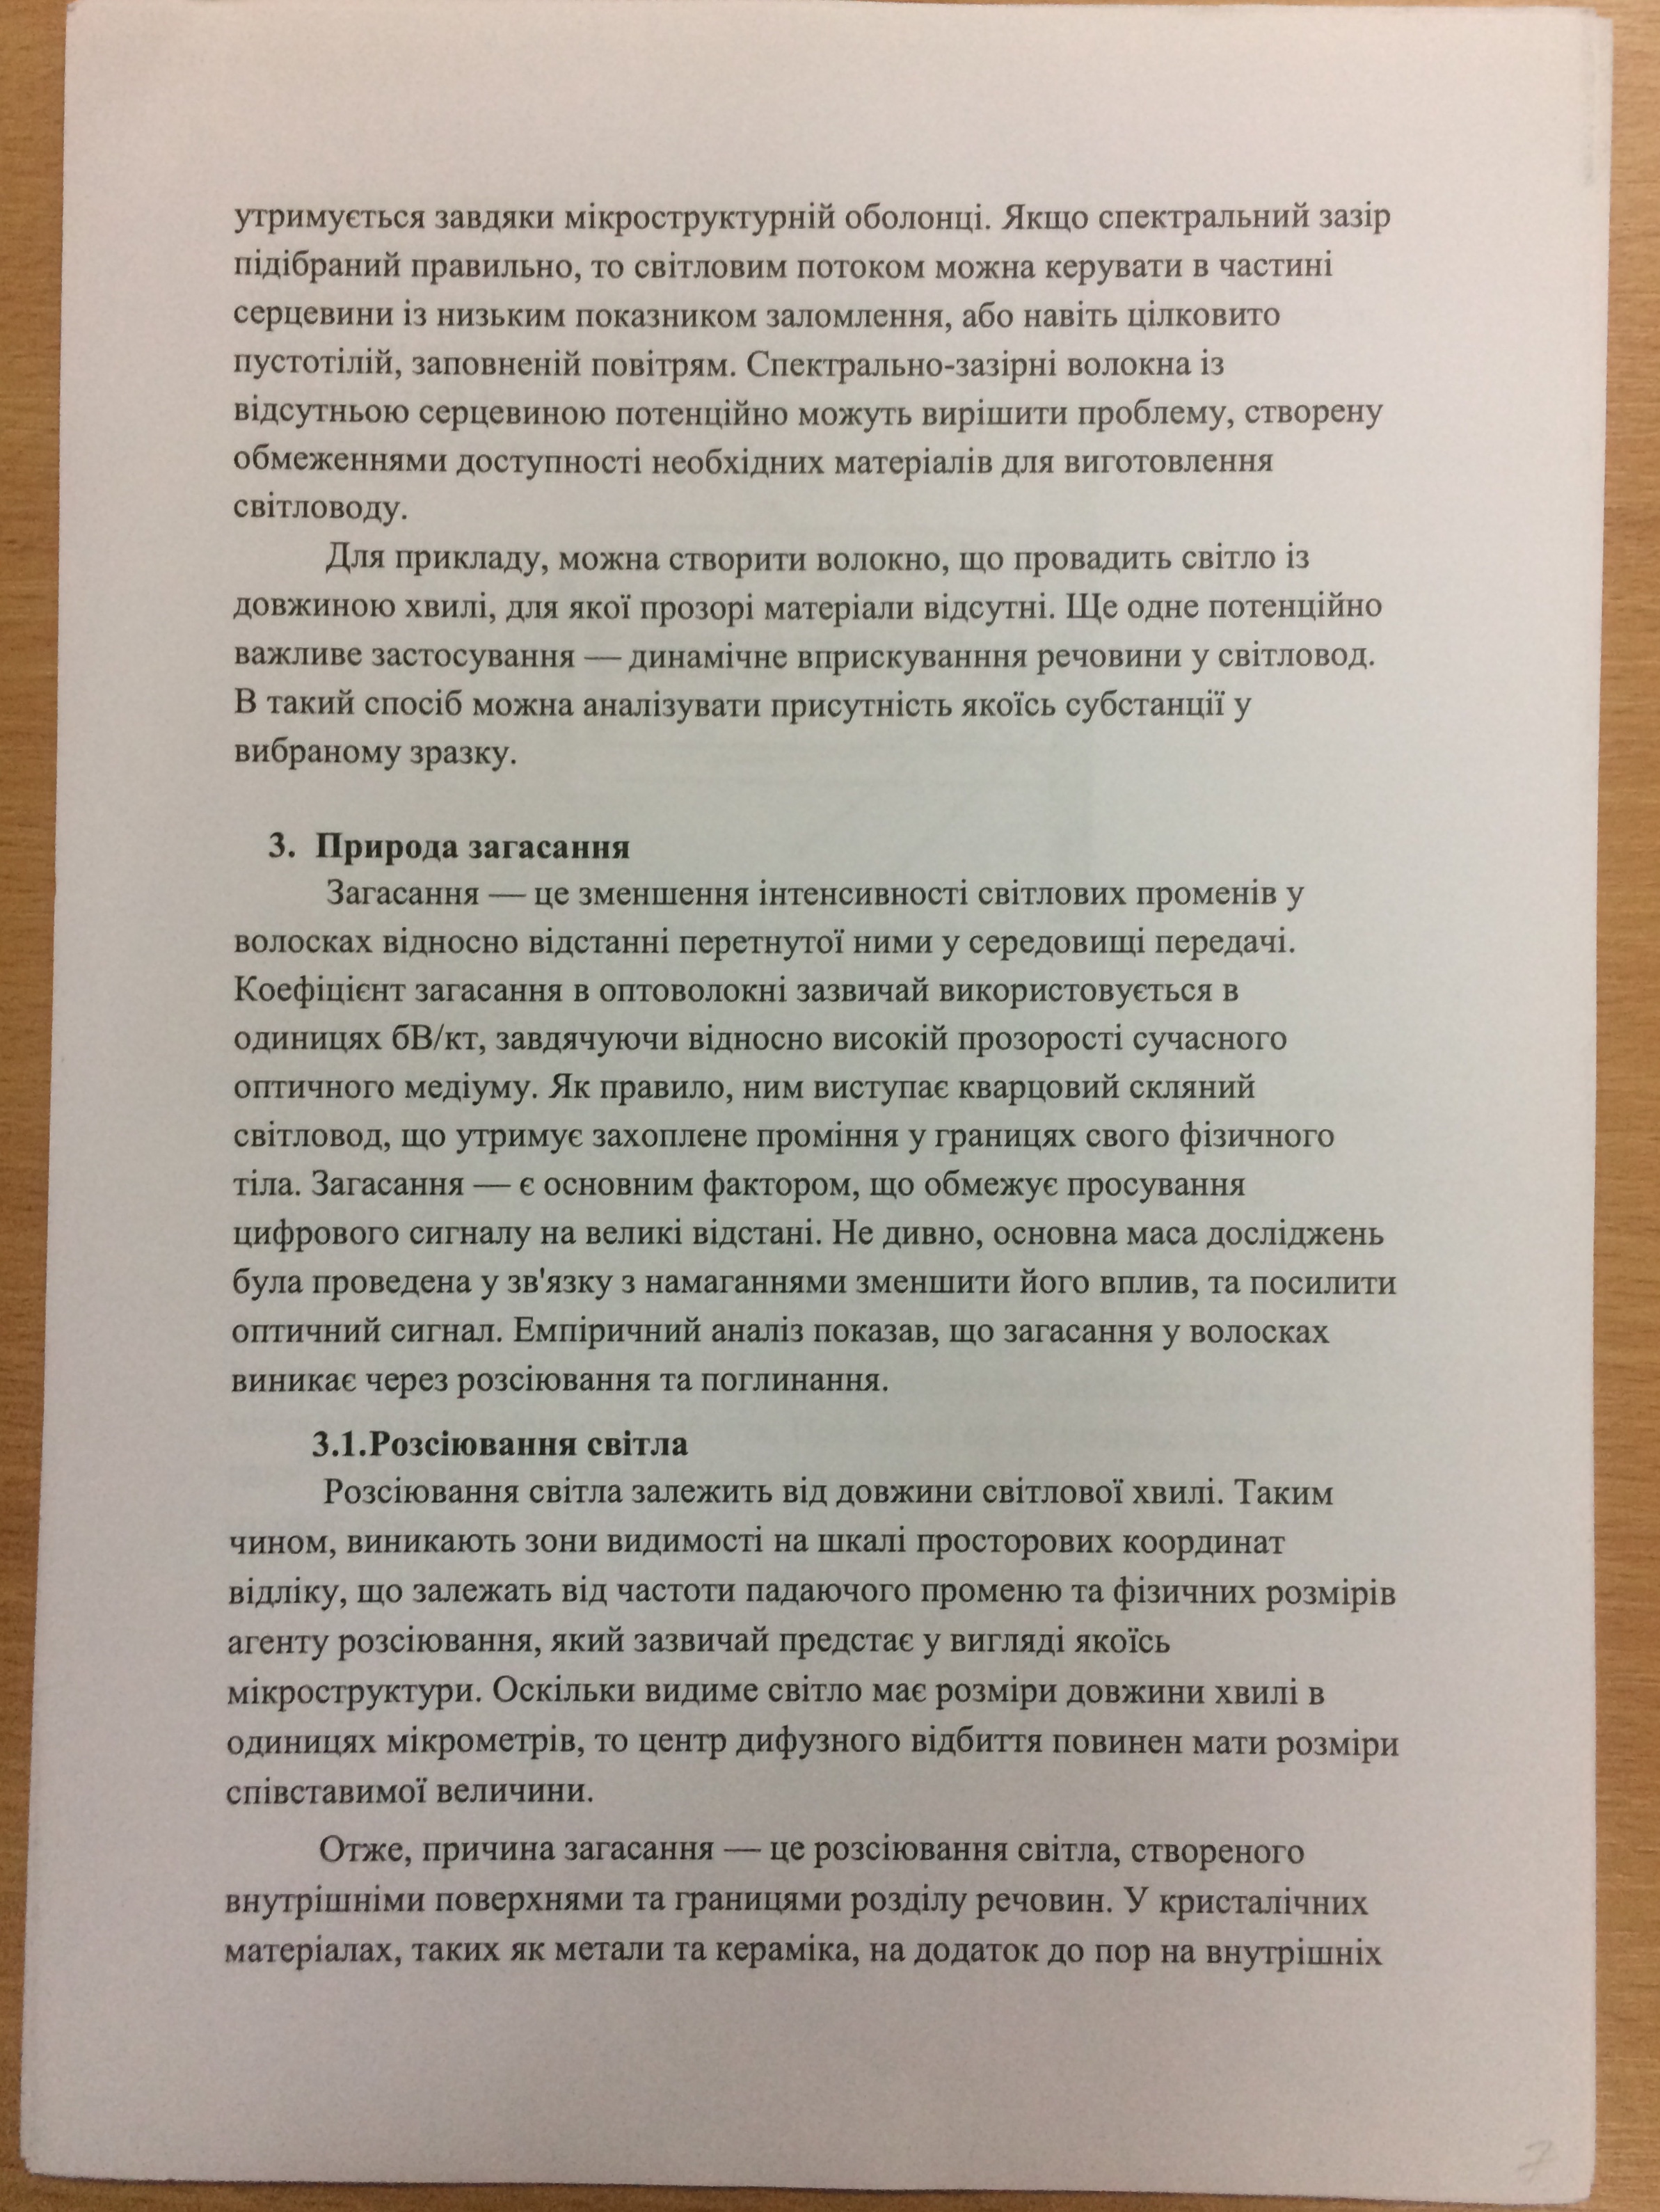 утримується завдяки мікроструктурній оболонці. Якщо спектральний зазір
підібраний правильно, то світловим потоком можна керувати в частині
серцевини із низьким показником заломлення, або навіть цілковито
пустотілій, заповненій повітрям. Спектрально-зазірні волокна із
відсутньою серцевиною потенційно можуть вирішити проблему, створену
обмеженнями доступності необхідних матеріалів для виготовлення
світловоду.
Для прикладу, можна створити волокно, що провадить світло із
довжиною хвилі, для якої прозорі матеріали відсутні. Ще одне потенційно
важливе застосування — динамічне вприскуванння речовини у світловод.
В такий спосіб можна аналізувати присутність якоїсь субстанції у
вибраному зразку.
3. Природа загасання
Загасання — це зменшення інтенсивності світлових променів у
волосках відносно відстанні перетнутої ними у середовищі передачі.
Коефіцієнт загасання в оптоволокні зазвичай використовується в
одиницях бВ/кт, завдячуючи відносно високій прозорості сучасного
оптичного медіуму. Як правило, ним виступає кварцовий скляний
світловод, що утримує захоплене проміння у границях свого фізичного
тіла. Загасання — є основним фактором, що обмежує просування
цифрового сигналу на великі відстані. Не дивно, основна маса досліджень
була проведена у зв'язку з намаганнями зменшити його вплив, та посилити
оптичний сигнал. Емпіричний аналіз показав, що загасання у волосках
виникає через розсіювання та поглинання.
3.1.Розсіювання світла
Розсіювання світла залежить від довжини світлової хвилі. Таким
чином, виникають зони видимості на шкалі просторових координат
відліку, що залежать від частоти падаючого променю та фізичних розмірів
агенту розсіювання, який зазвичай предстає у вигляді якоїсь
мікроструктури. Оскільки видиме світло має розміри довжини хвилі в
одиницях мікрометрів, то центр дифузного відбиття повинен мати розміри
співставимої величини.
Отже, причина загасання — це розсіювання світла, створеного
внутрішніми поверхнями та границями розділу речовин. У кристалічних
матеріалах, таких як метали та кераміка, на додаток до пор на внутрішніх
7